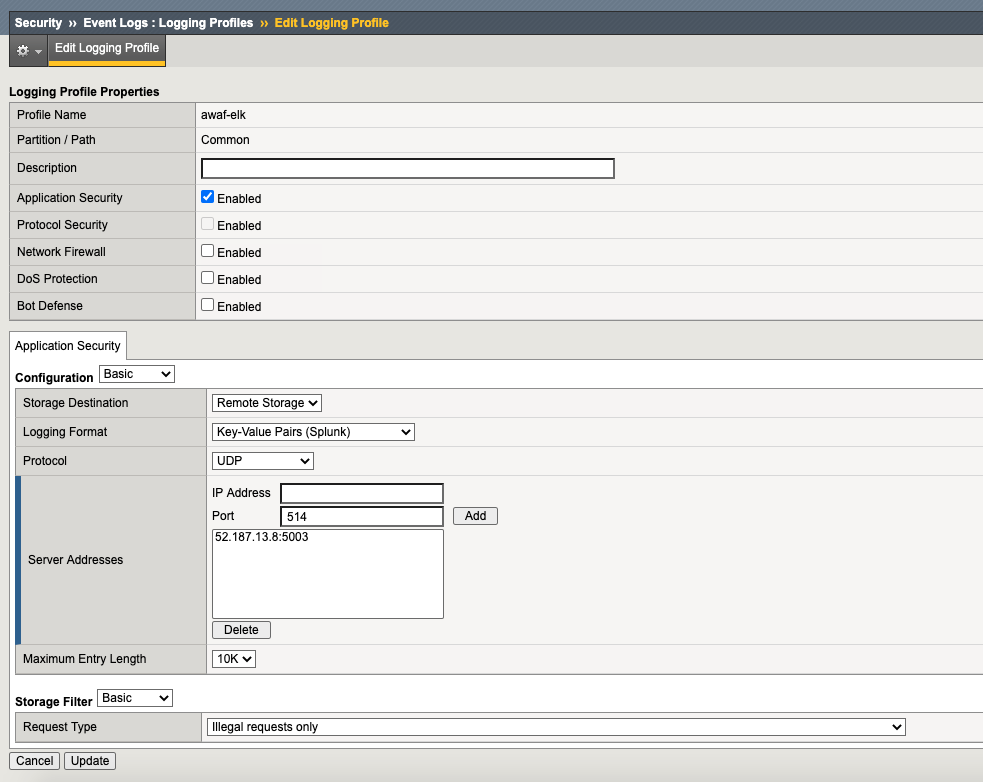 Security ›› Event Logs : Logging Profiles ›› Edit Logging Profile
Edit Logging Profile
Logging Profile Properties
Profile Name awaf-elk
Partition / Path Common
Description
Application Security Enabled
Protocol Security Enabled
Network Firewall Enabled
DoS Protection Enabled
Bot Defense Enabled
Application Security
Configuration Basic
Storage Destination Remote Storage
Logging Format Key-Value Pairs (Splunk)
Protocol UDP
IP Address
Port 514 Add
52.187.13.8:5003
Server Addresses
Delete
Maximum Entry Length 10K
Storage Filter Basic
Request Type Illegal requests only
Cancel Update